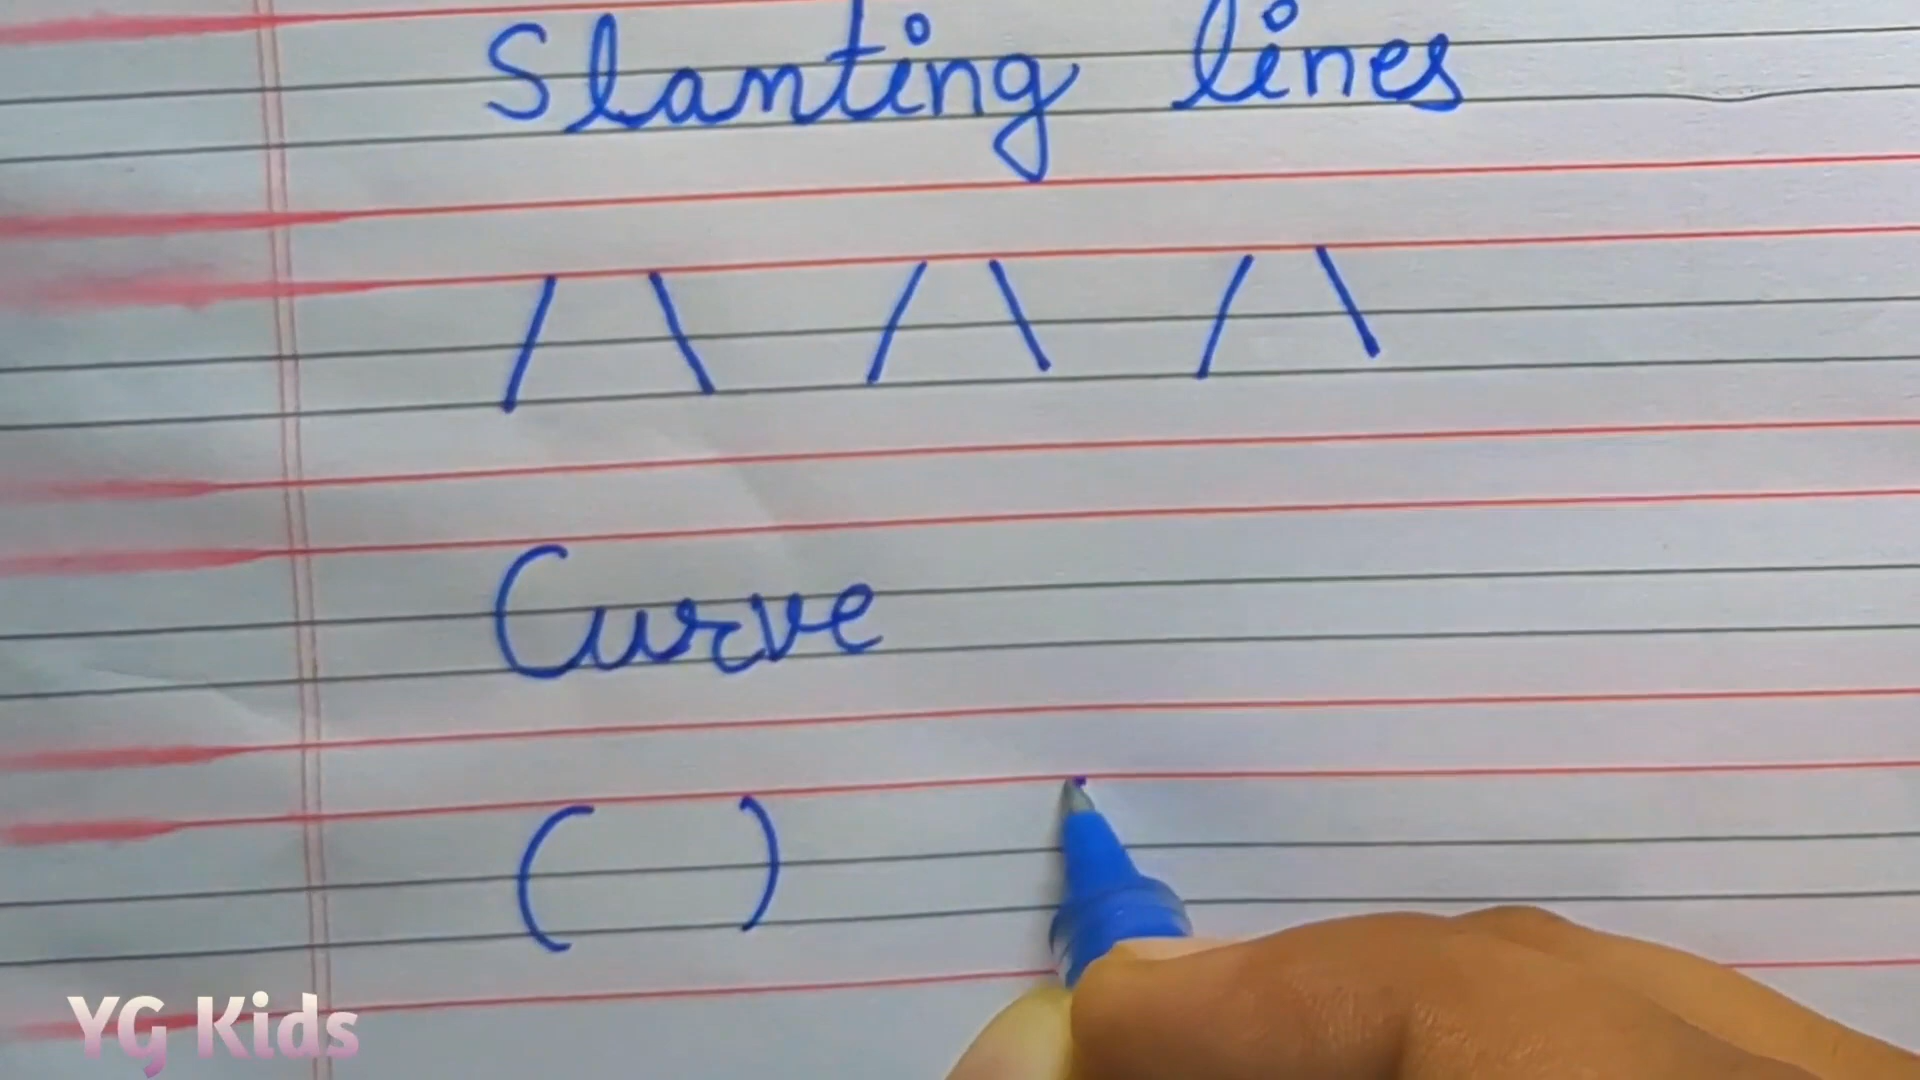 Slanting lines
/ \ / \ / \
Curve
( )
YG Kids